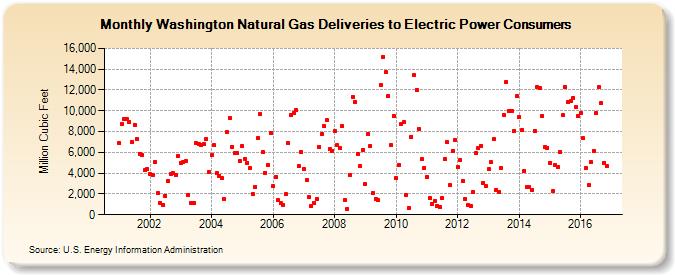 Monthly Washington Natural Gas Deliveries to Electric Power Consumers
Million Cubic Feet
16,000
14,000
12,000
10,000
8,000
6,000
4,000
2,000
0
2002 2004 2006 2008 2010 2012 2014 2016
Source: U.S. Energy Information Administration